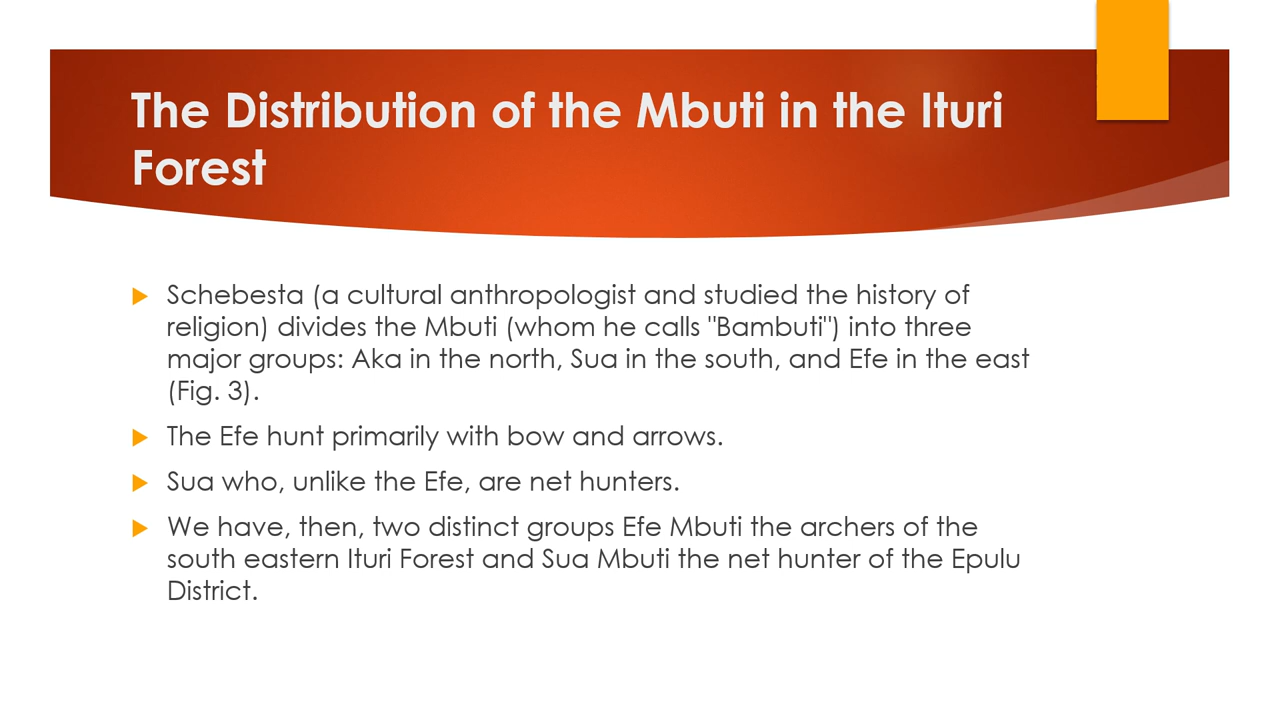 The Distribution of the Mbuti in the Ituri
Forest
Schebesta (a cultural anthropologist and studied the history of
religion) divides the Mbuti (whom he calls "Bambuti") into three
major groups: Aka in the north, Sua in the south, and Efe in the east
(Fig. 3).
The Efe hunt primarily with bow and arrows.
Sua who, unlike the Efe, are net hunters.
We have, then, two distinct groups Efe Mbuti the archers of the
south eastern Ituri Forest and Sua Mbuti the net hunter of the Epulu
District.